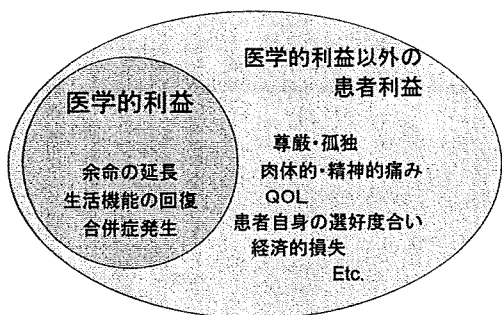 医学的利益以外の
患者利益
医学的利益
余命の延長
生活機能の回復
合併症発生
尊厳・孤独
肉体的・精神的痛み
QOL
患者自身の選好度合い
経済的損失
Etc.